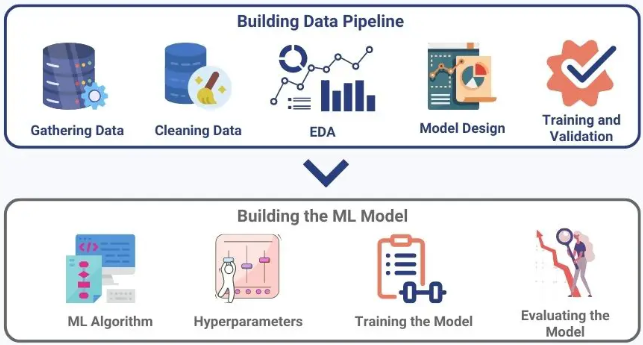 Building Data Pipeline
Gathering Data
Cleaning Data
EDA
Model Design
Training and
Validation
Building the ML Model
ML Algorithm
Hyperparameters
Training the Model
Evaluating the
Model